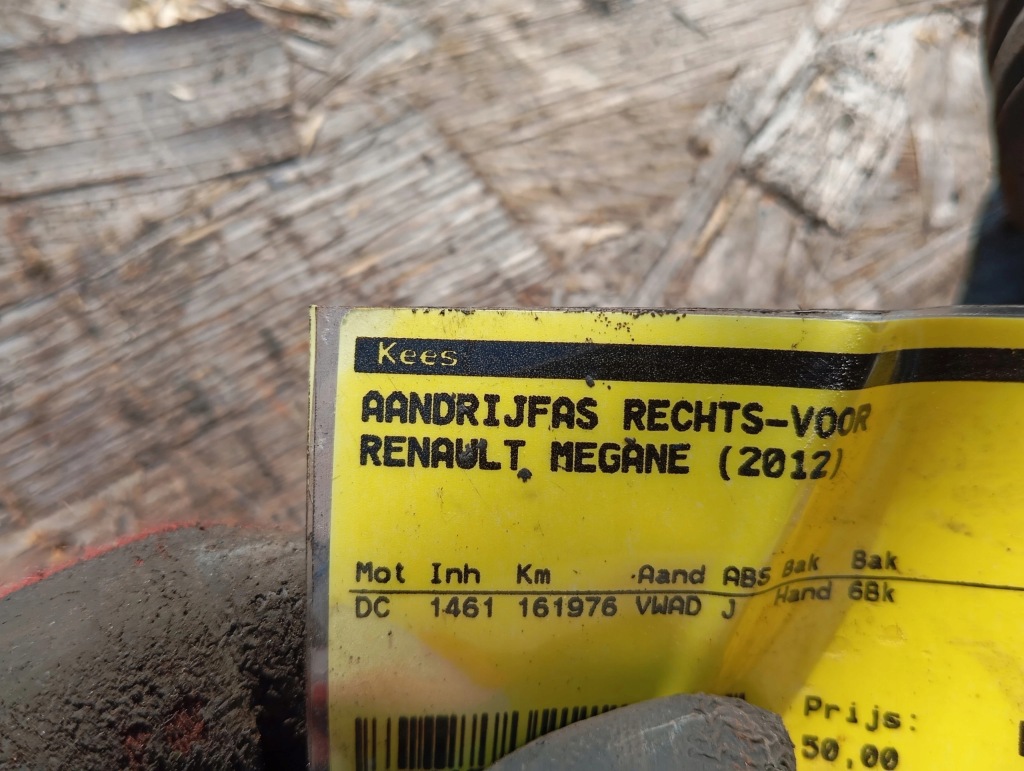 Kees
AANDRIJFAS RECHTS-VOOR
RENAULT MEGANE (2012)
Mot Inh Km Aand ABS Bak Bak
DC 1461 161976 VWAD J Hand 6Bk
Prijs:
50,00